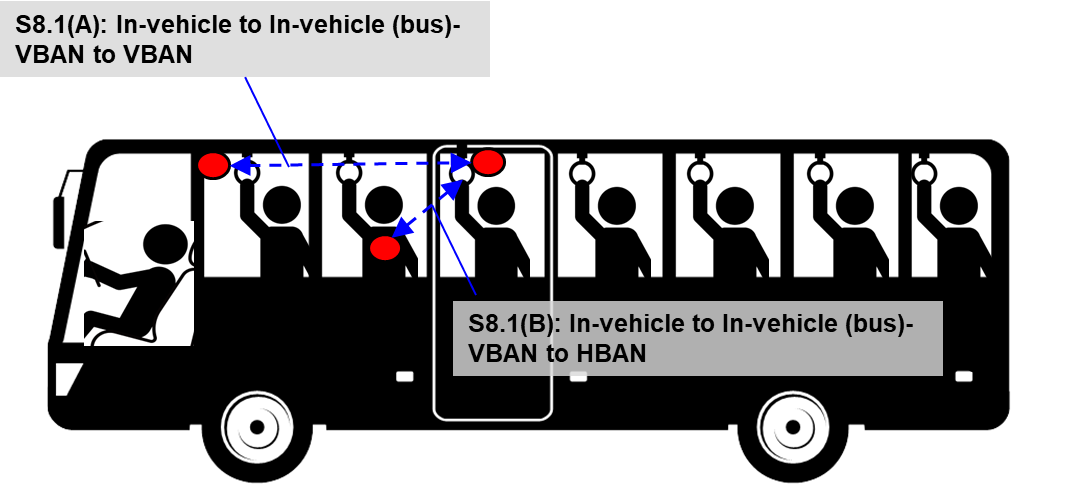 S8.1(A): In-vehicle to In-vehicle (bus)-
VBAN to VBAN
S8.1(B): In-vehicle to In-vehicle (bus)-
VBAN to HBAN